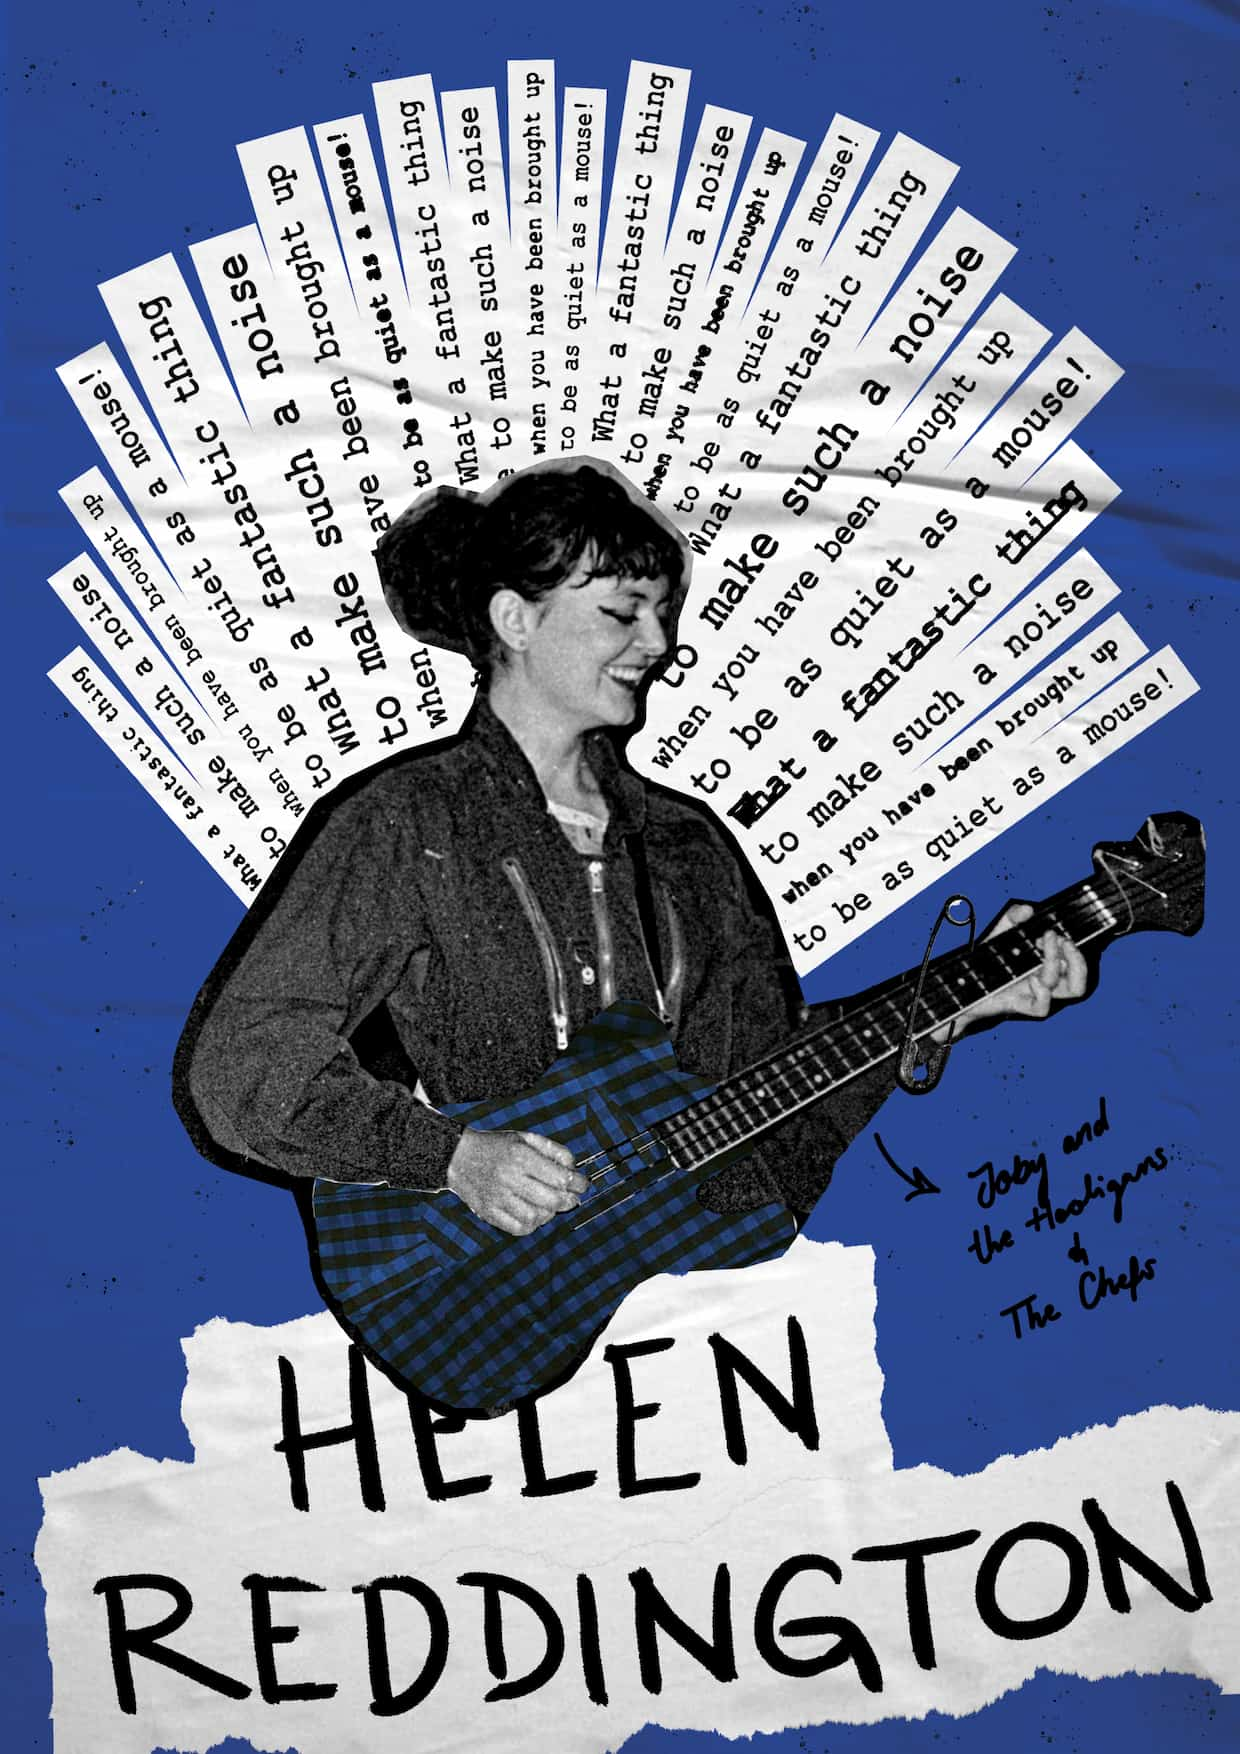 What a fantastic thing
to make such a noise
when you have been brought up
to be as quiet as a mouse!
What a fantastic thing
to make such a noise
when have been brought up
to be as quiet as a mouse!
What a fantastic thing
to make such a noise
when you have been brought up
to be as quiet as a mouse!
What a fantastic thing
to make such a noise
when you have been brought up
to be as quiet as a mouse!
What a fantastic thing
to make such a noise
when you have been brought up
to be as quiet as a mouse!
What a fantastic thing
to make such a noise
when you have been brought up
to be as quiet as a mouse!
Joby and
the Hooligans
&
The Chefs
HELEN
REDDINGTON